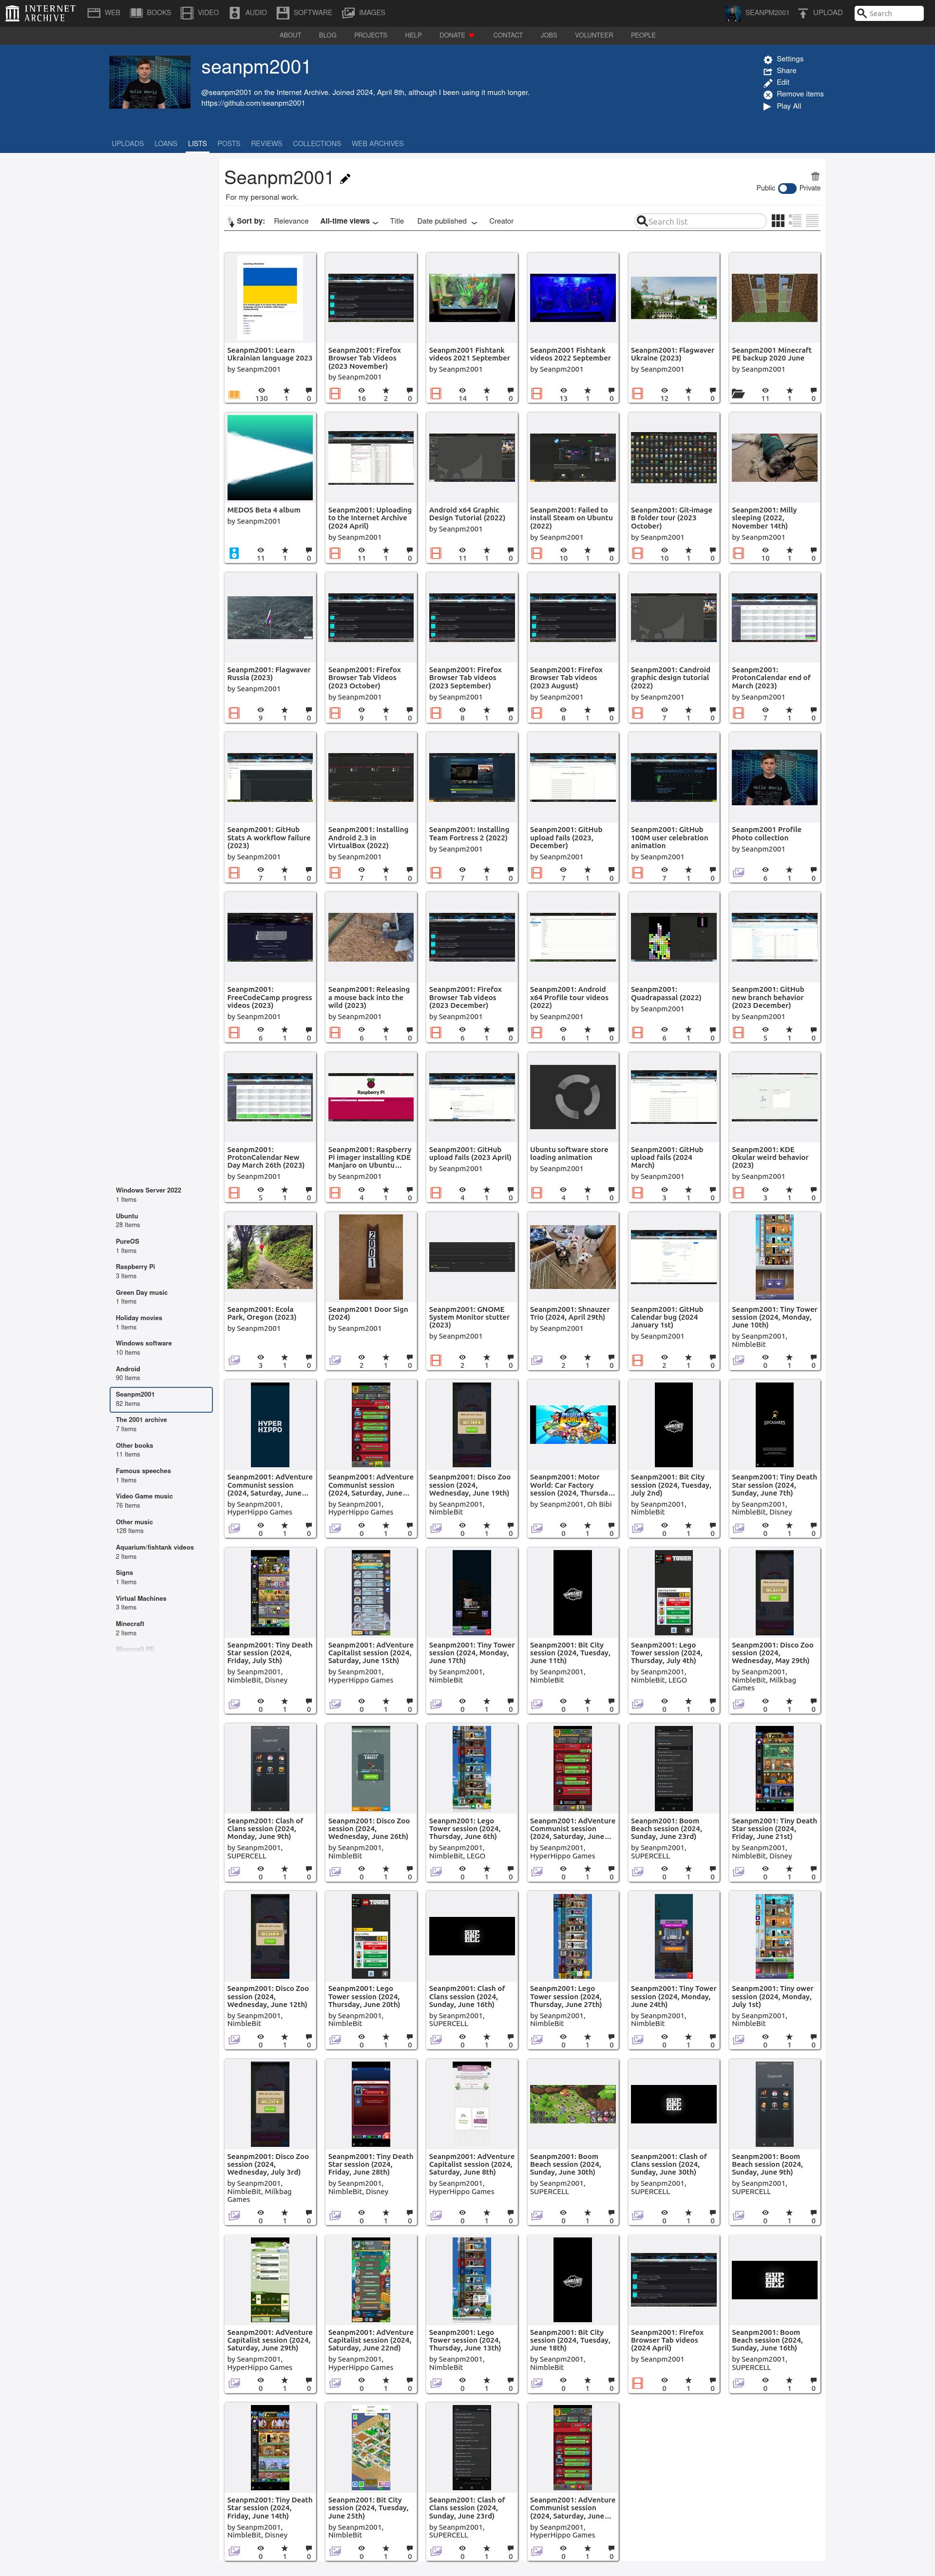 INTERNET ARCHIVE
WEB BOOKS VIDEO AUDIO SOFTWARE IMAGES
SEANPM2001 UPLOAD Search
ABOUT BLOG PROJECTS HELP DONATE CONTACT JOBS VOLUNTEER PEOPLE
seanpm2001
@seanpm2001 on the Internet Archive. Joined 2024, April 8th, although I been using it much longer.
https://github.com/seanpm2001
Settings
Share
Edit
Remove items
Play All
UPLOADS LOANS LISTS POSTS REVIEWS COLLECTIONS WEB ARCHIVES
Seanpm2001
For my personal work.
Public Private
Sort by: Relevance All-time views Title Date published Creator
Search list
Seanpm2001: Learn
Ukrainian language 2023
by Seanpm2001
130 1 0
Seanpm2001: Firefox
Browser Tab Videos
(2023 November)
by Seanpm2001
16 2 0
Seanpm2001 Fishtank
videos 2021 September
by Seanpm2001
14 1 0
Seanpm2001 Fishtank
videos 2022 September
by Seanpm2001
13 1 0
Seanpm2001: Flagwaver
Ukraine (2023)
by Seanpm2001
12 1 0
Seanpm2001 Minecraft
PE backup 2020 June
by Seanpm2001
11 1 0
MEDOS Beta 4 album
by Seanpm2001
11 1 0
Seanpm2001: Uploading
to the Internet Archive
(2024 April)
by Seanpm2001
11 1 0
Android x64 Graphic
Design Tutorial (2022)
by Seanpm2001
11 1 0
Seanpm2001: Failed to
install Steam on Ubuntu
(2022)
by Seanpm2001
10 1 0
Seanpm2001: Git-image
B folder tour (2023
October)
by Seanpm2001
10 1 0
Seanpm2001: Milly
sleeping (2022,
November 14th)
by Seanpm2001
10 1 0
Seanpm2001: Flagwaver
Russia (2023)
by Seanpm2001
9 1 0
Seanpm2001: Firefox
Browser Tab Videos
(2023 October)
by Seanpm2001
9 1 0
Seanpm2001: Firefox
Browser Tab videos
(2023 September)
by Seanpm2001
8 1 0
Seanpm2001: Firefox
Browser Tab videos
(2023 August)
by Seanpm2001
8 1 0
Seanpm2001: Candroid
graphic design tutorial
(2022)
by Seanpm2001
7 1 0
Seanpm2001:
ProtonCalendar end of
March (2023)
by Seanpm2001
7 1 0
Seanpm2001: GitHub
Stats A workflow failure
(2023)
by Seanpm2001
7 1 0
Seanpm2001: Installing
Android 2.3 in
VirtualBox (2022)
by Seanpm2001
7 1 0
Seanpm2001: Installing
Team Fortress 2 (2022)
by Seanpm2001
7 1 0
Seanpm2001: GitHub
upload fails (2023,
December)
by Seanpm2001
7 1 0
Seanpm2001: GitHub
100M user celebration
animation
by Seanpm2001
7 1 0
Seanpm2001 Profile
Photo collection
by Seanpm2001
6 1 0
Seanpm2001:
FreeCodeCamp progress
videos (2023)
by Seanpm2001
6 1 0
Seanpm2001: Releasing
a mouse back into the
wild (2023)
by Seanpm2001
6 1 0
Seanpm2001: Firefox
Browser Tab videos
(2023 December)
by Seanpm2001
6 1 0
Seanpm2001: Android
x64 Profile tour videos
(2022)
by Seanpm2001
6 1 0
Seanpm2001:
Quadrapassal (2022)
by Seanpm2001
6 1 0
Seanpm2001: GitHub
new branch behavior
(2023 December)
by Seanpm2001
5 1 0
Seanpm2001:
ProtonCalendar New
Day March 26th (2023)
by Seanpm2001
5 1 0
Raspberry Pi
Seanpm2001: Raspberry
Pi imager installing KDE
Manjaro on Ubuntu...
by Seanpm2001
4 1 0
Seanpm2001: GitHub
upload fails (2023 April)
by Seanpm2001
4 1 0
Ubuntu software store
loading animation
by Seanpm2001
4 1 0
Seanpm2001: GitHub
upload fails (2024
March)
by Seanpm2001
3 1 0
Seanpm2001: KDE
Okular weird behavior
(2023)
by Seanpm2001
3 1 0
Windows Server 2022
1 Items
Ubuntu
28 Items
PureOS
1 Items
Raspberry Pi
3 Items
Green Day music
1 Items
Holiday movies
1 Items
Windows software
10 Items
Android
90 Items
Seanpm2001
82 Items
The 2001 archive
7 Items
Other books
11 Items
Famous speeches
1 Items
Video Game music
76 Items
Other music
128 Items
Aquarium/fishtank videos
2 Items
Signs
1 Items
Virtual Machines
3 Items
Minecraft
2 Items
Minecraft PE
Seanpm2001: Ecola
Park, Oregon (2023)
by Seanpm2001
3 1 0
2001
Seanpm2001 Door Sign
(2024)
by Seanpm2001
2 1 0
Seanpm2001: GNOME
System Monitor stutter
(2023)
by Seanpm2001
2 1 0
Seanpm2001: Shnauzer
Trio (2024, April 29th)
by Seanpm2001
2 1 0
Seanpm2001: GitHub
Calendar bug (2024
January 1st)
by Seanpm2001
2 1 0
Seanpm2001: Tiny Tower
session (2024, Monday,
June 10th)
by Seanpm2001,
NimbleBit
0 1 0
HYPER HIPPO
Seanpm2001: AdVenture
Communist session
(2024, Saturday, June...
by Seanpm2001,
HyperHippo Games
0 1 0
Seanpm2001: AdVenture
Communist session
(2024, Saturday, June...
by Seanpm2001,
HyperHippo Games
0 1 0
Seanpm2001: Disco Zoo
session (2024,
Wednesday, June 19th)
by Seanpm2001,
NimbleBit
0 1 0
Seanpm2001: Motor
World: Car Factory
session (2024, Thursda...
by Seanpm2001, Oh Bibi
0 1 0
Seanpm2001: Bit City
session (2024, Tuesday,
July 2nd)
by Seanpm2001,
NimbleBit
0 1 0
Seanpm2001: Tiny Death
Star session (2024,
Sunday, June 7th)
by Seanpm2001,
NimbleBit, Disney
0 1 0
Seanpm2001: Tiny Death
Star session (2024,
Friday, July 5th)
by Seanpm2001,
NimbleBit, Disney
0 1 0
Seanpm2001: AdVenture
Capitalist session (2024,
Saturday, June 15th)
by Seanpm2001,
HyperHippo Games
0 1 0
Seanpm2001: Tiny Tower
session (2024, Monday,
June 17th)
by Seanpm2001,
NimbleBit
0 1 0
Seanpm2001: Bit City
session (2024, Tuesday,
June 11th)
by Seanpm2001,
NimbleBit
0 1 0
Seanpm2001: Lego
Tower session (2024,
Thursday, July 4th)
by Seanpm2001,
NimbleBit, LEGO
0 1 0
Seanpm2001: Disco Zoo
session (2024,
Wednesday, May 29th)
by Seanpm2001,
NimbleBit, Milkbag
Games
0 1 0
Seanpm2001: Clash of
Clans session (2024,
Monday, June 9th)
by Seanpm2001,
SUPERCELL
0 1 0
Seanpm2001: Disco Zoo
session (2024,
Wednesday, June 26th)
by Seanpm2001,
NimbleBit
0 1 0
Seanpm2001: Lego
Tower session (2024,
Thursday, June 6th)
by Seanpm2001,
NimbleBit, LEGO
0 1 0
Seanpm2001: AdVenture
Communist session
(2024, Saturday, June...
by Seanpm2001,
HyperHippo Games
0 1 0
Seanpm2001: Boom
Beach session (2024,
Sunday, June 23rd)
by Seanpm2001,
SUPERCELL
0 1 0
Seanpm2001: Tiny Death
Star session (2024,
Friday, June 21st)
by Seanpm2001,
NimbleBit, Disney
0 1 0
Seanpm2001: Disco Zoo
session (2024,
Wednesday, June 12th)
by Seanpm2001,
NimbleBit
0 1 0
Seanpm2001: Lego
Tower session (2024,
Thursday, June 20th)
by Seanpm2001,
NimbleBit
0 1 0
Seanpm2001: Clash of
Clans session (2024,
Sunday, June 16th)
by Seanpm2001,
SUPERCELL
0 1 0
Seanpm2001: Lego
Tower session (2024,
Thursday, June 27th)
by Seanpm2001,
NimbleBit
0 1 0
Seanpm2001: Tiny Tower
session (2024, Monday,
June 24th)
by Seanpm2001,
NimbleBit
0 1 0
Seanpm2001: Tiny ower
session (2024, Monday,
July 1st)
by Seanpm2001,
NimbleBit
0 1 0
Seanpm2001: Disco Zoo
session (2024,
Wednesday, July 3rd)
by Seanpm2001,
NimbleBit, Milkbag
Games
0 1 0
Seanpm2001: Tiny Death
Star session (2024,
Friday, June 28th)
by Seanpm2001,
NimbleBit, Disney
0 1 0
Seanpm2001: AdVenture
Capitalist session (2024,
Saturday, June 8th)
by Seanpm2001,
HyperHippo Games
0 1 0
Seanpm2001: Boom
Beach session (2024,
Sunday, June 30th)
by Seanpm2001,
SUPERCELL
0 1 0
Seanpm2001: Clash of
Clans session (2024,
Sunday, June 30th)
by Seanpm2001,
SUPERCELL
0 1 0
Seanpm2001: Boom
Beach session (2024,
Sunday, June 9th)
by Seanpm2001,
SUPERCELL
0 1 0
Seanpm2001: AdVenture
Capitalist session (2024,
Saturday, June 29th)
by Seanpm2001,
HyperHippo Games
0 1 0
Seanpm2001: AdVenture
Capitalist session (2024,
Saturday, June 22nd)
by Seanpm2001,
HyperHippo Games
0 1 0
Seanpm2001: Lego
Tower session (2024,
Thursday, June 13th)
by Seanpm2001,
NimbleBit
0 1 0
Seanpm2001: Bit City
session (2024, Tuesday,
June 18th)
by Seanpm2001,
NimbleBit
0 1 0
Seanpm2001: Firefox
Browser Tab videos
(2024 April)
by Seanpm2001
0 1 0
Seanpm2001: Boom
Beach session (2024,
Sunday, June 16th)
by Seanpm2001,
SUPERCELL
0 1 0
Seanpm2001: Tiny Death
Star session (2024,
Friday, June 14th)
by Seanpm2001,
NimbleBit, Disney
0 1 0
Seanpm2001: Bit City
session (2024, Tuesday,
June 25th)
by Seanpm2001,
NimbleBit
0 1 0
Seanpm2001: Clash of
Clans session (2024,
Sunday, June 23rd)
by Seanpm2001,
SUPERCELL
0 1 0
Seanpm2001: AdVenture
Communist session
(2024, Saturday, June...
by Seanpm2001,
HyperHippo Games
0 1 0